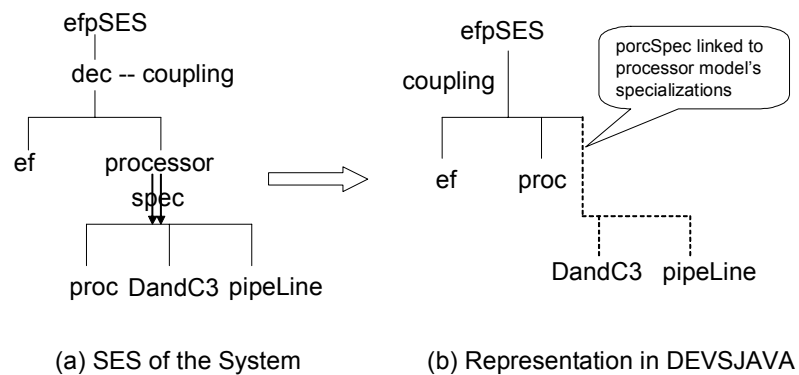 efpSES
dec -- coupling
ef processor
spec
proc DandC3 pipeLine
(a) SES of the System
efpSES
coupling
porcSpec linked to
processor model's
specializations
ef proc
DandC3 pipeLine
(b) Representation in DEVSJAVA